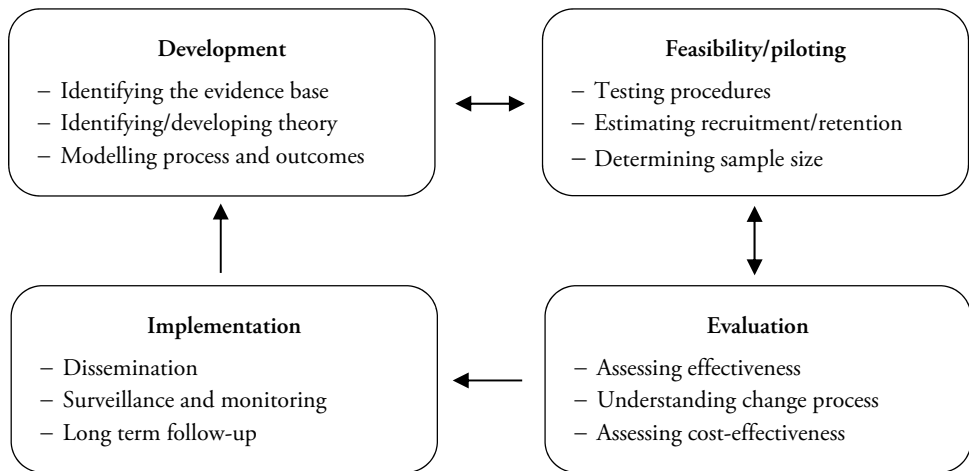 Development
– Identifying the evidence base
– Identifying/developing theory
– Modelling process and outcomes
Feasibility/piloting
– Testing procedures
– Estimating recruitment/retention
– Determining sample size
Implementation
– Dissemination
– Surveillance and monitoring
– Long term follow-up
Evaluation
– Assessing effectiveness
– Understanding change process
– Assessing cost-effectiveness